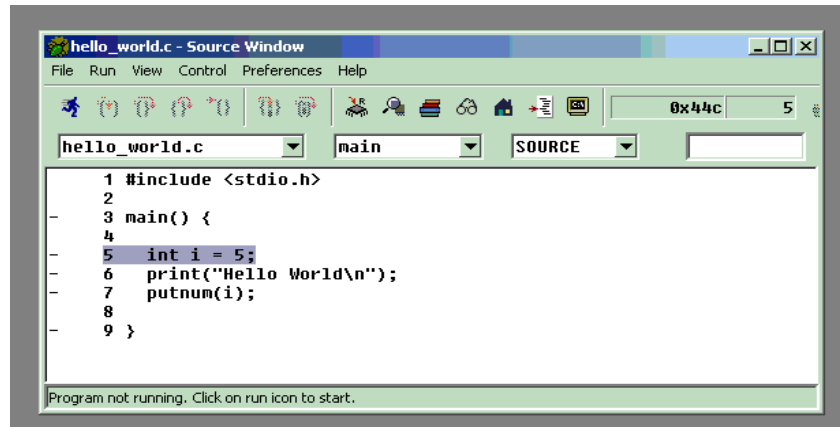 hello_world.c - Source Window
File Run View Control Preferences Help
0x44c 5
hello_world.c main SOURCE
1 #include <stdio.h>
2
- 3 main() {
4
- 5 int i = 5;
- 6 print("Hello World\n");
- 7 putnum(i);
8
- 9 }
Program not running. Click on run icon to start.